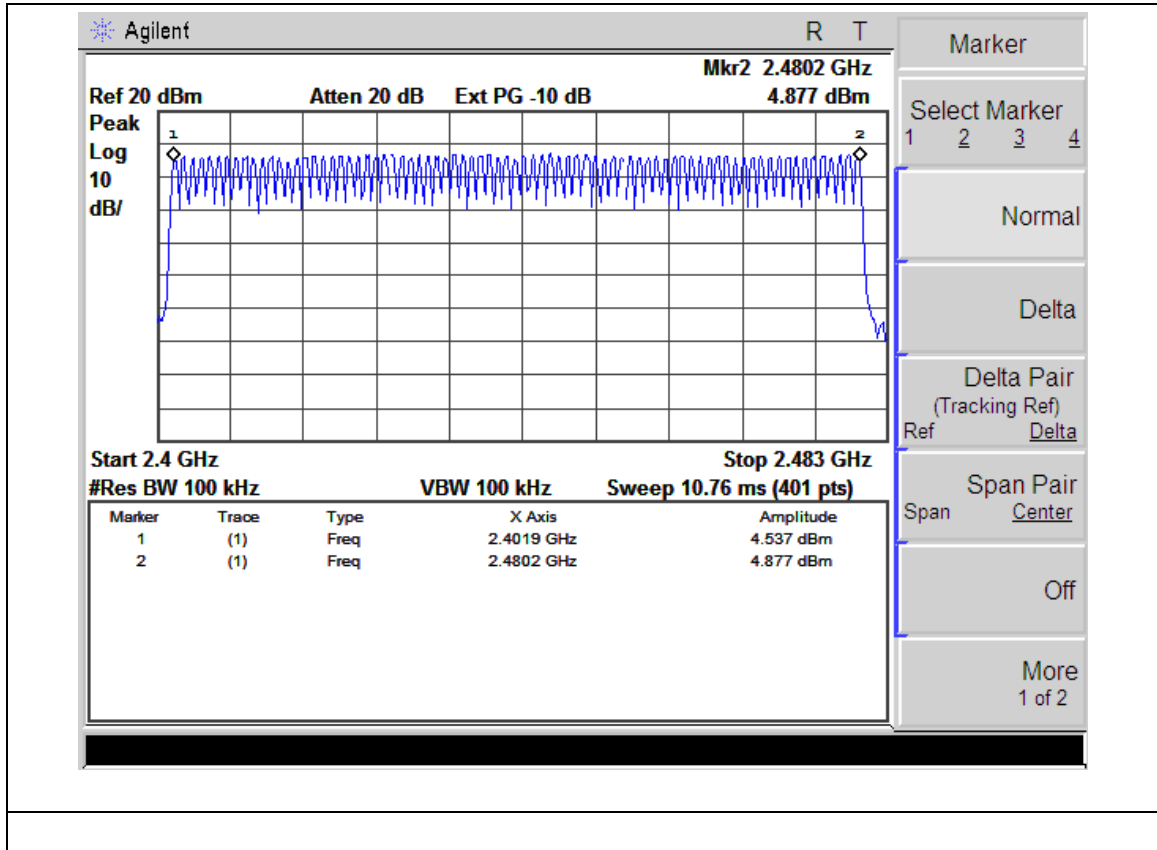 Agilent R T
Mkr2 2.4802 GHz
Ref 20 dBm Atten 20 dB Ext PG -10 dB 4.877 dBm
Peak
Log
10
dB/
1 2
Start 2.4 GHz Stop 2.483 GHz
#Res BW 100 kHz VBW 100 kHz Sweep 10.76 ms (401 pts)
Marker Trace Type X Axis Amplitude
1 (1) Freq 2.4019 GHz 4.537 dBm
2 (1) Freq 2.4802 GHz 4.877 dBm
Marker
Select Marker
1 2 3 4
Normal
Delta
Delta Pair
(Tracking Ref)
Ref Delta
Span Pair
Span Center
Off
More
1 of 2